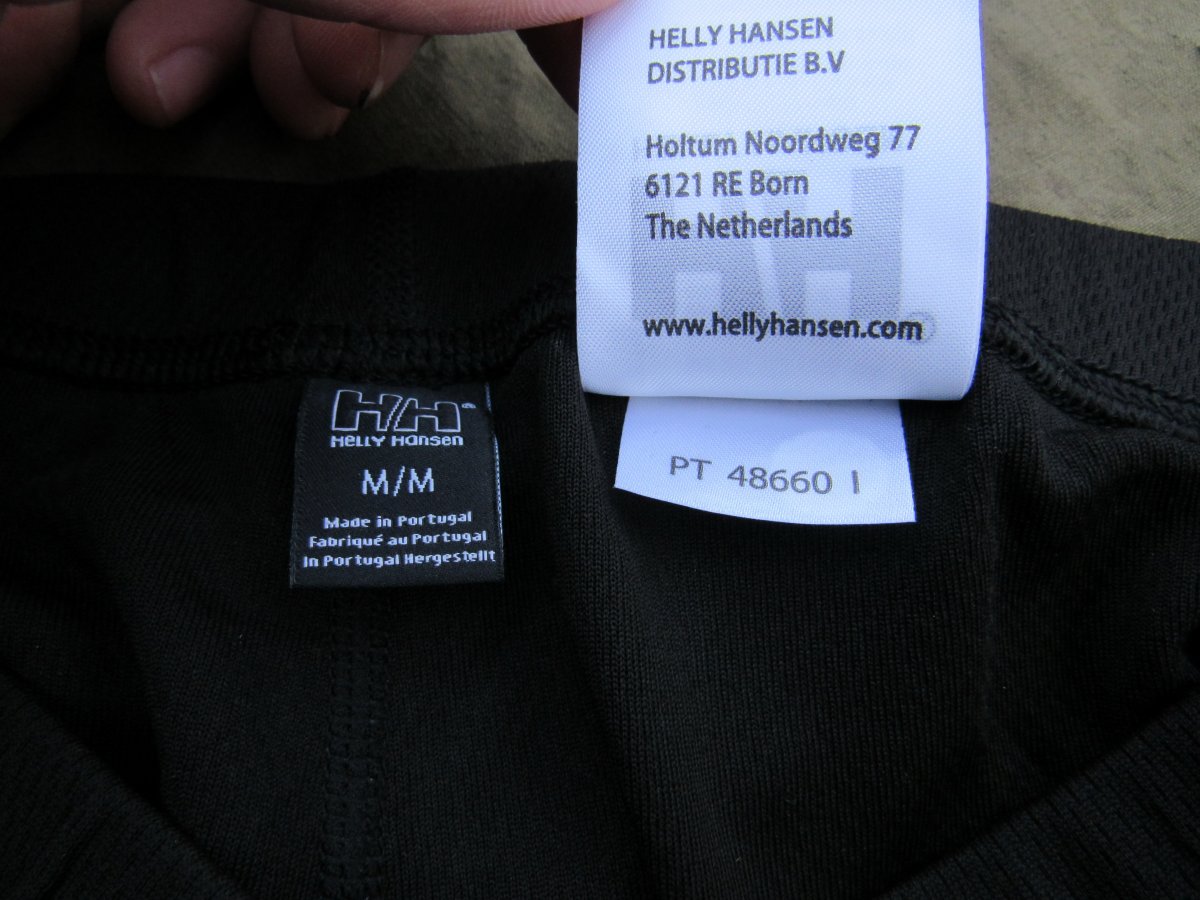 HELLY HANSEN
DISTRIBUTIE B.V
Holtum Noordweg 77
6121 RE Born
The Netherlands
www.hellyhansen.com
PT 48660 I
HH®
HELLY HANSEN
M/M
Made in Portugal
Fabriqué au Portugal
In Portugal Hergestellt